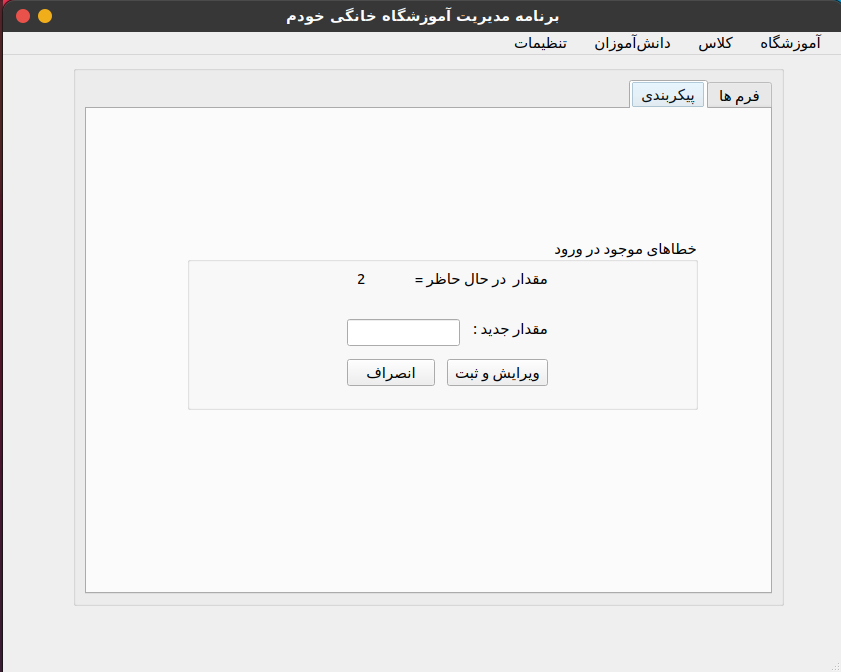 برنامه مدیریت آموزشگاه خانگی خودم
آموزشگاه کلاس دانش‌آموزان تنظیمات
فرم ها پیکربندی
خطاهای موجود در ورود
مقدار در حال حاظر = 2
مقدار جدید :
ویرایش و ثبت انصراف